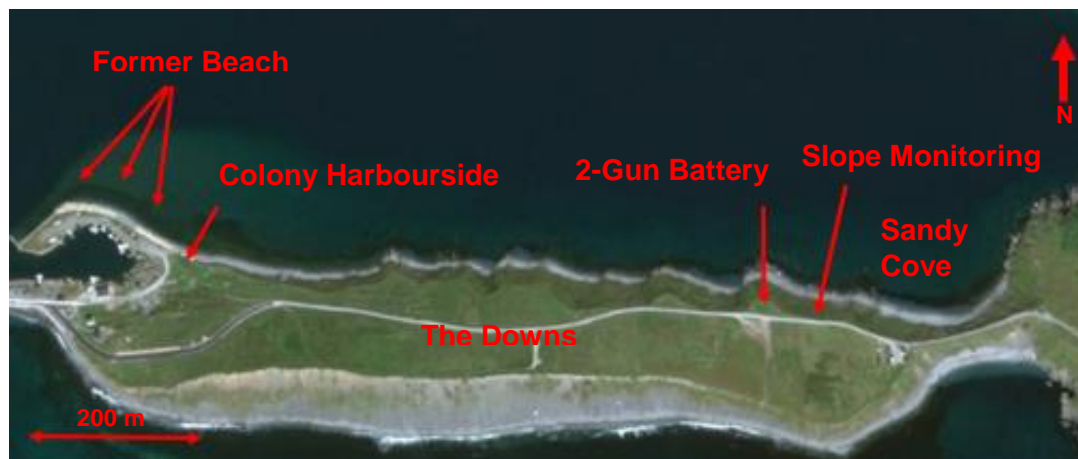 Former Beach
N
Colony Harbourside
2-Gun Battery
Slope Monitoring
Sandy
Cove
The Downs
200 m